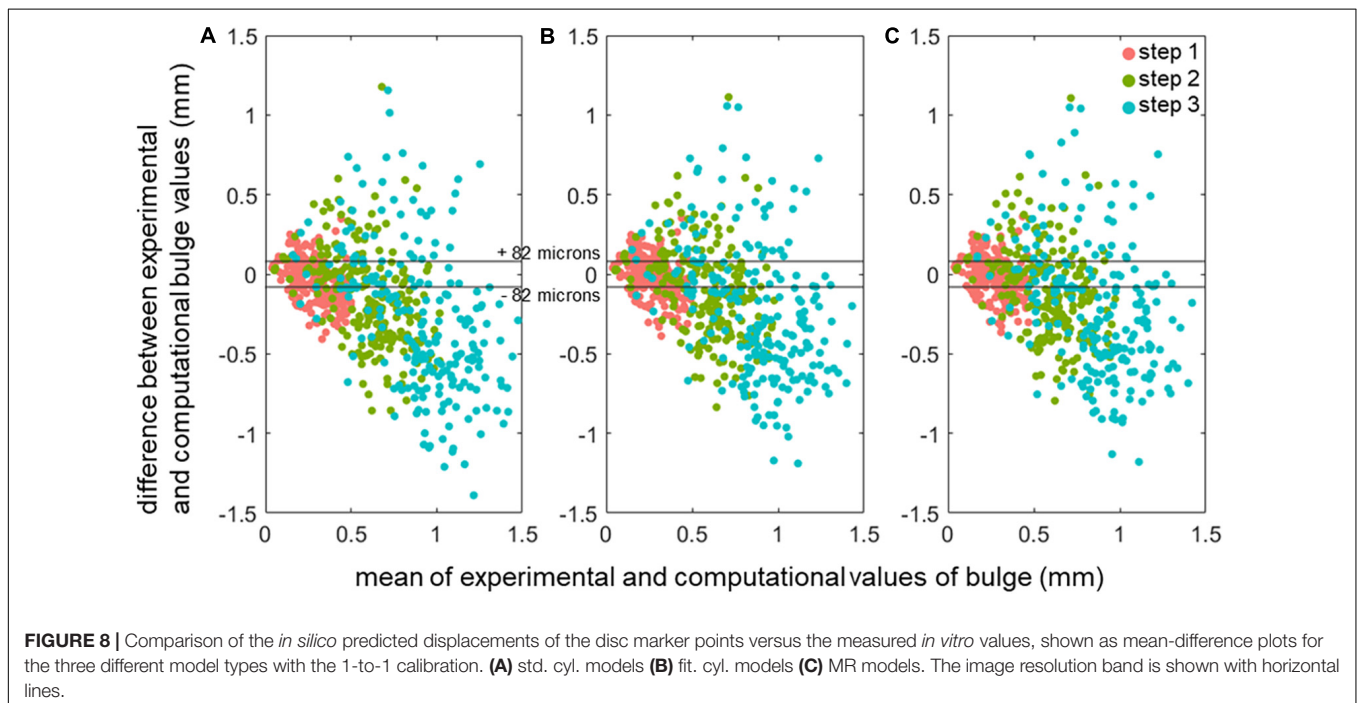 A
B
C
1.5
1
0.5
0
-0.5
-1
-1.5
0
0.5
1
1.5
1.5
1
0.5
0
-0.5
-1
-1.5
0
0.5
1
1.5
1.5
1
0.5
0
-0.5
-1
-1.5
0
0.5
1
1.5
step 1
step 2
step 3
+ 82 microns
- 82 microns
difference between experimental
and computational bulge values (mm)
mean of experimental and computational values of bulge (mm)
FIGURE 8 | Comparison of the in silico predicted displacements of the disc marker points versus the measured in vitro values, shown as mean-difference plots for
the three different model types with the 1-to-1 calibration. (A) std. cyl. models (B) fit. cyl. models (C) MR models. The image resolution band is shown with horizontal
lines.